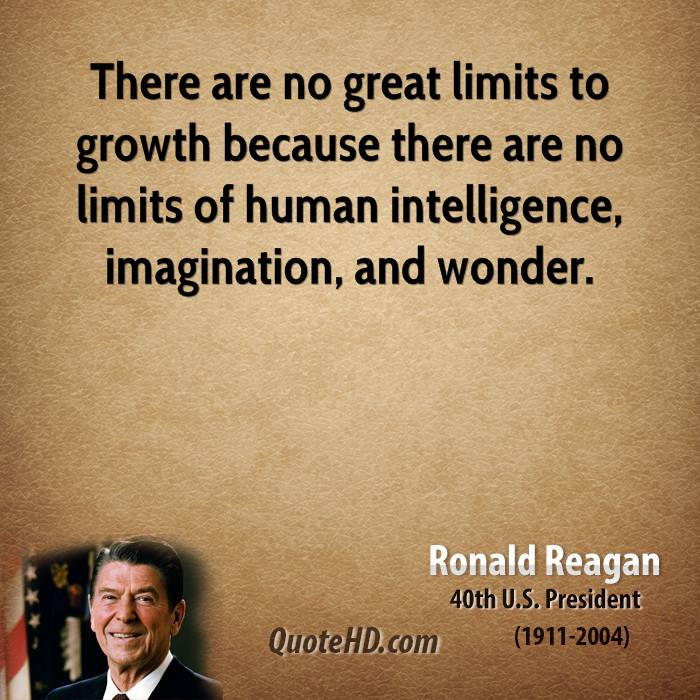 There are no great limits to
growth because there are no
limits of human intelligence,
imagination, and wonder.
Ronald Reagan
40th U.S. President
(1911-2004)
QuoteHD.com